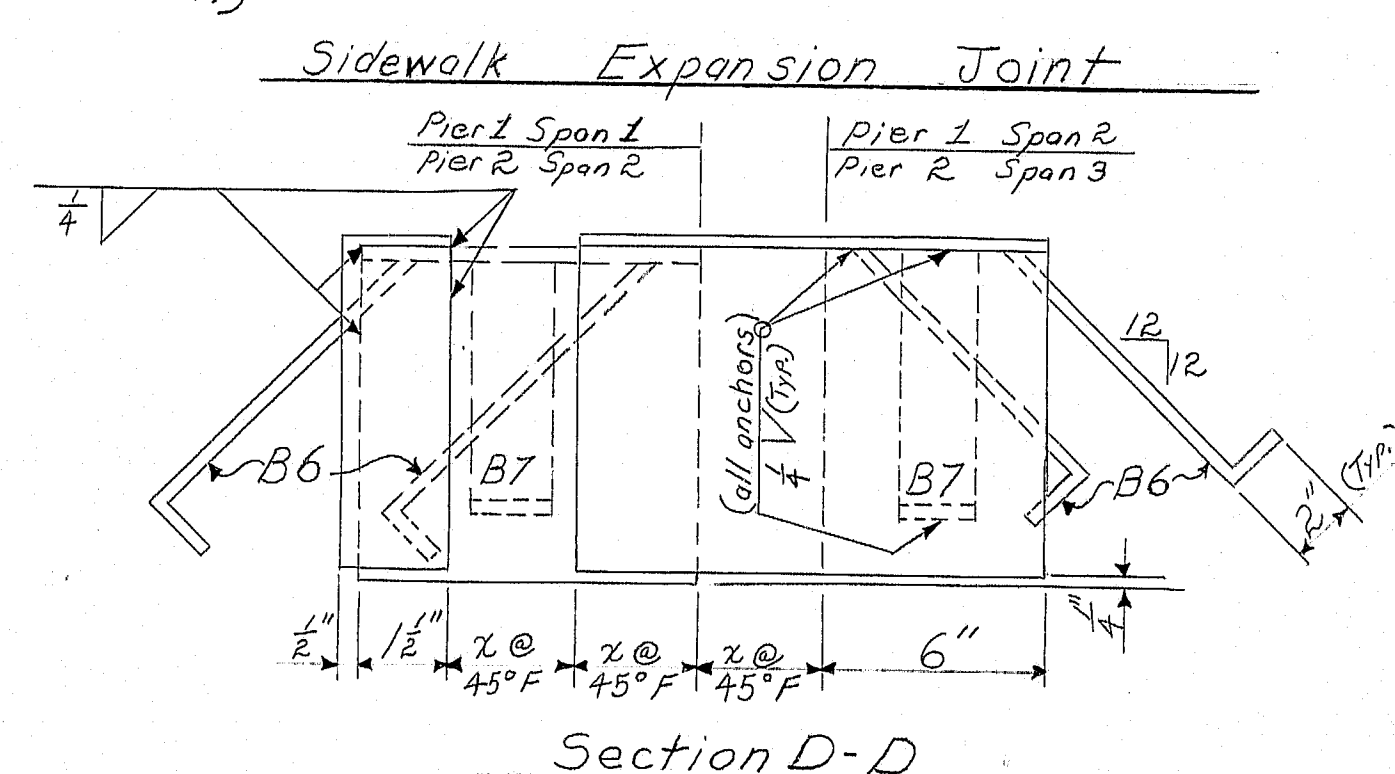 Sidewalk Expansion Joint
Pier 1 Span 1
Pier 2 Span 2
Pier 1 Span 2
Pier 2 Span 3
1/4
12
12
(all anchors)
1/4 V (Typ.)
B6
B7
B7
B6
2"
(Typ.
1/2"
1 1/2"
x @
45°F
x @
45°F
x @
45°F
6"
1/4"
Section D-D